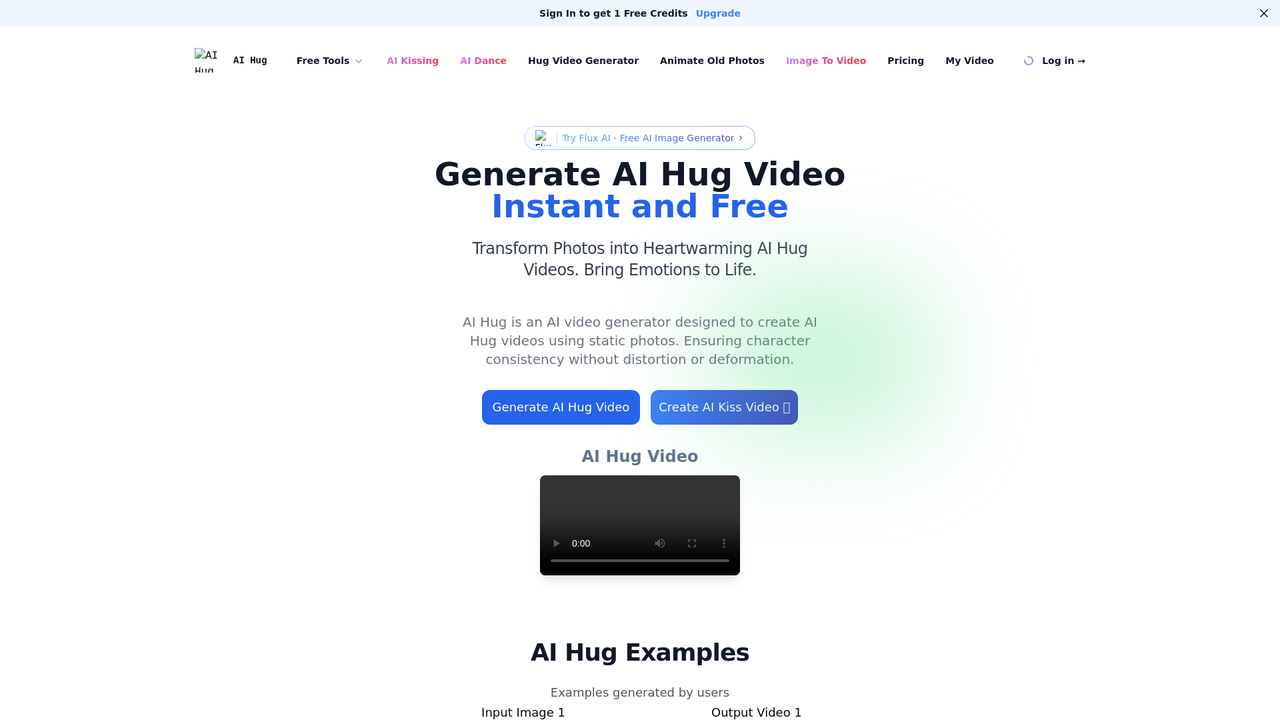 Sign In to get 1 Free Credits Upgrade
AI Hug
AI Hug Free Tools AI Kissing AI Dance Hug Video Generator Animate Old Photos Image To Video Pricing My Video Log in →
Try Flux AI - Free AI Image Generator
Generate AI Hug Video
Instant and Free
Transform Photos into Heartwarming AI Hug
Videos. Bring Emotions to Life.
AI Hug is an AI video generator designed to create AI
Hug videos using static photos. Ensuring character
consistency without distortion or deformation.
Generate AI Hug Video Create AI Kiss Video
AI Hug Video
0:00
AI Hug Examples
Examples generated by users
Input Image 1 Output Video 1